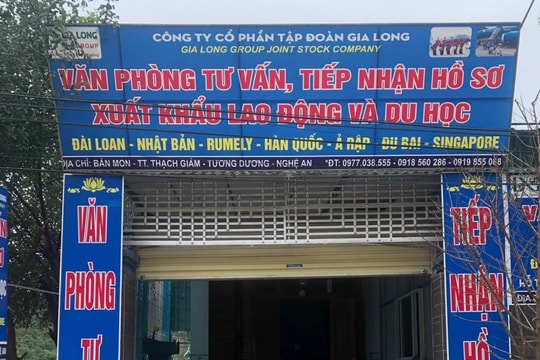 GIA LONG
GROUP
CÔNG TY CỔ PHẦN TẬP ĐOÀN GIA LONG
GIA LONG GROUP JOINT STOCK COMPANY
VĂN PHÒNG TƯ VẤN, TIẾP NHẬN HỒ SƠ
XUẤT KHẨU LAO ĐỘNG VÀ DU HỌC
ĐÀI LOAN - NHẬT BẢN - RUMELY - HÀN QUỐC - Ả RẬP - ĐU BAI - SINGAPORE
ĐỊA CHỈ: BẢN MON - TT. THẠCH GIÁM - TƯƠNG DƯƠNG - NGHỆ AN
*ĐT: 0977.038.555 - 0918 560 286 - 0919 855 068
VĂN
PHÒNG
TƯ
TIẾP
NHẬN
HỒ